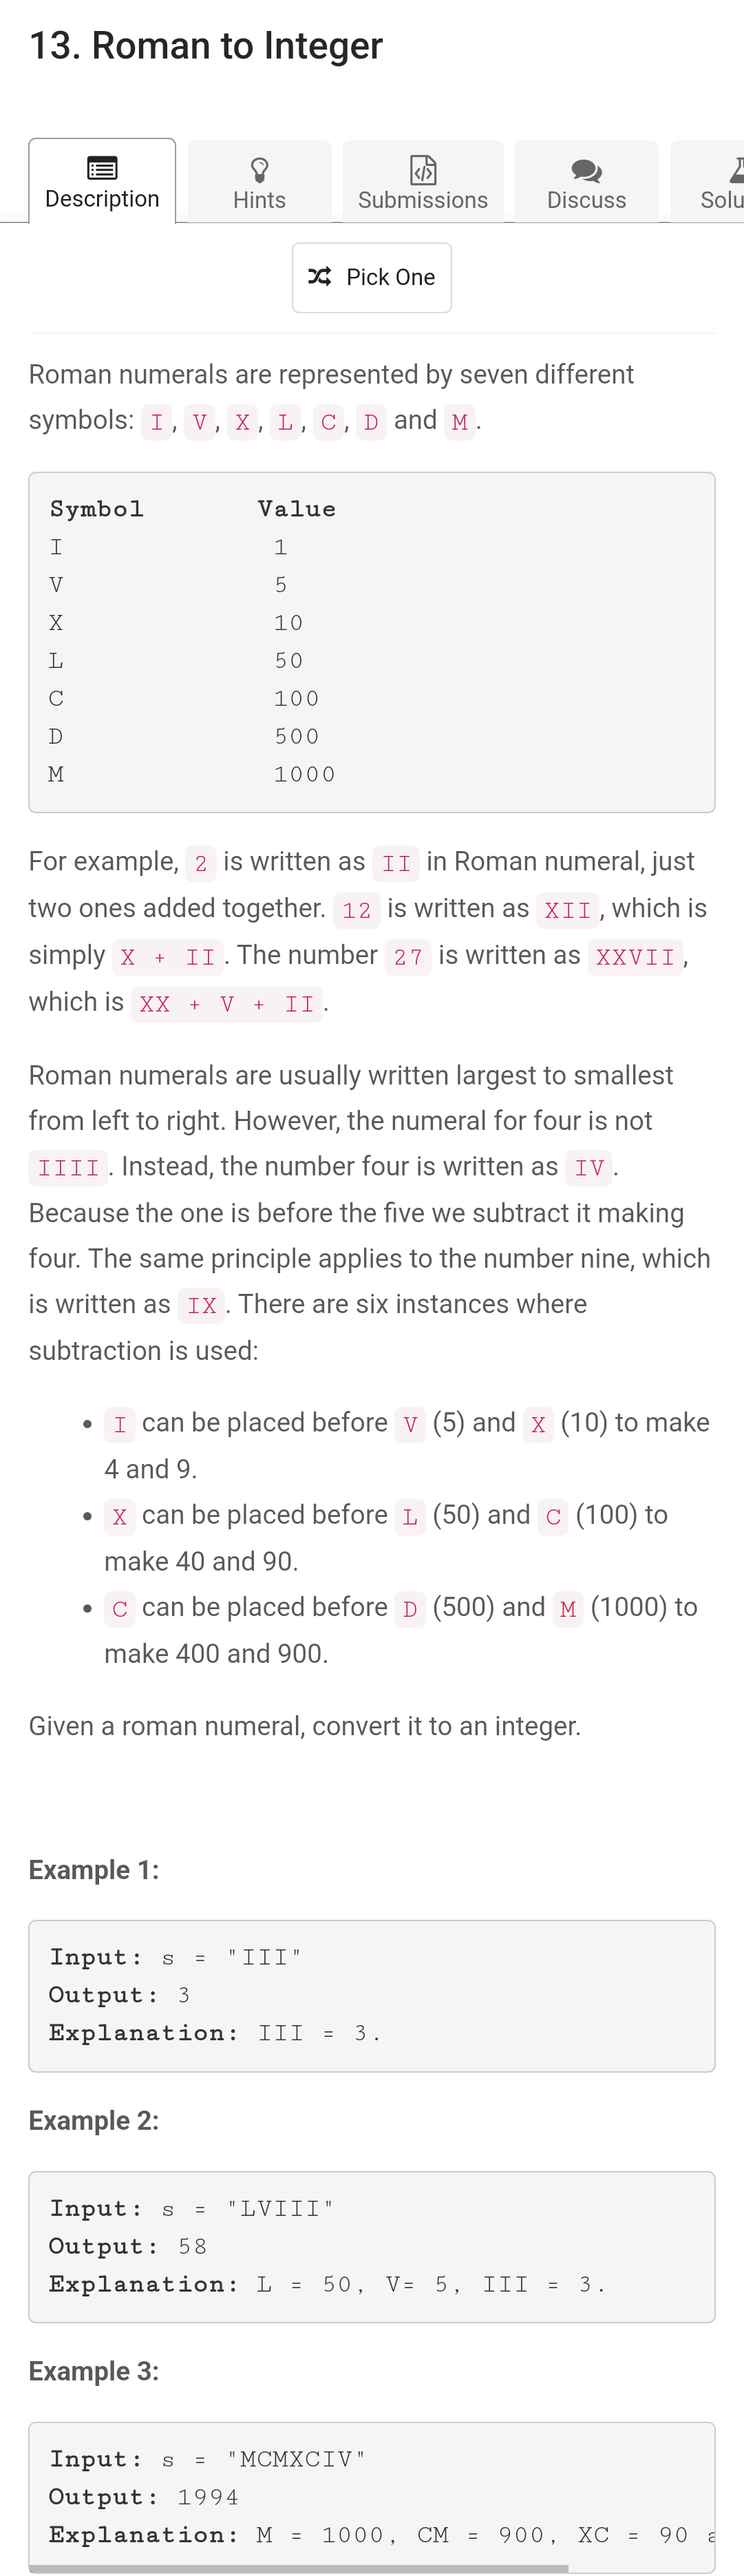 13. Roman to Integer
Description
Hints
Submissions
Discuss
Solu
Pick One
Roman numerals are represented by seven different
symbols: I, V, X, L, C, D and M.
Symbol Value
I 1
V 5
X 10
L 50
C 100
D 500
M 1000
For example, 2 is written as II in Roman numeral, just
two ones added together. 12 is written as XII, which is
simply X + II. The number 27 is written as XXVII,
which is XX + V + II.
Roman numerals are usually written largest to smallest
from left to right. However, the numeral for four is not
IIII. Instead, the number four is written as IV.
Because the one is before the five we subtract it making
four. The same principle applies to the number nine, which
is written as IX. There are six instances where
subtraction is used:
• I can be placed before V (5) and X (10) to make
4 and 9.
• X can be placed before L (50) and C (100) to
make 40 and 90.
• C can be placed before D (500) and M (1000) to
make 400 and 900.
Given a roman numeral, convert it to an integer.
Example 1:
Input: s = "III"
Output: 3
Explanation: III = 3.
Example 2:
Input: s = "LVIII"
Output: 58
Explanation: L = 50, V= 5, III = 3.
Example 3:
Input: s = "MCMXCIV"
Output: 1994
Explanation: M = 1000, CM = 900, XC = 90